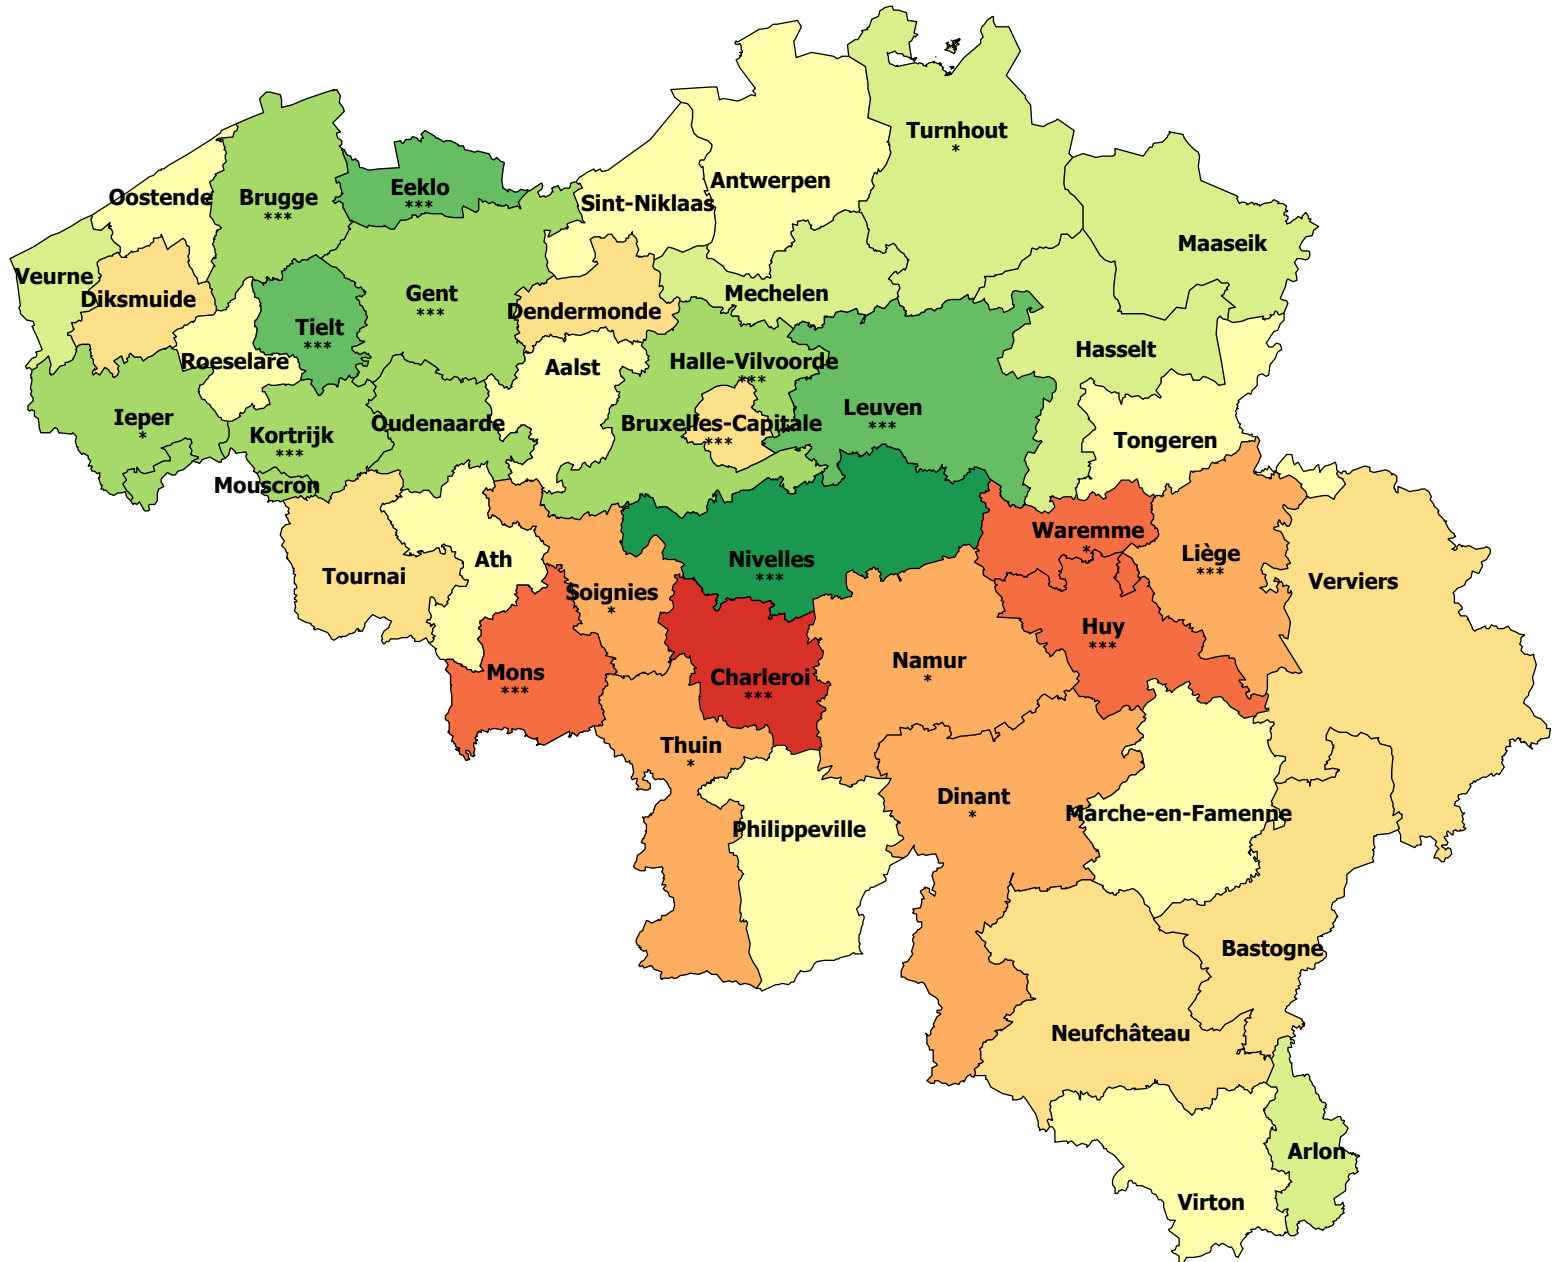 Turnhout
*
Antwerpen
Eeklo
***
Oostende
Brugge
***
Sint-Niklaas
Maaseik
Veurne
Diksmuide
Gent
***
Mechelen
Dendermonde
Tielt
***
Roeselare
Aalst
Halle-Vilvoorde
***
Hasselt
Ieper
*
Kortrijk
***
Oudenaarde
Bruxelles-Capitale
***
Leuven
***
Tongeren
Mouscron
Waremme
*
Ath
Nivelles
***
Liège
***
Tournai
Soignies
*
Verviers
Huy
***
Mons
***
Charleroi
***
Namur
*
Thuin
*
Dinant
*
Marche-en-Famenne
Philippeville
Bastogne
Neufchâteau
Arlon
Virton